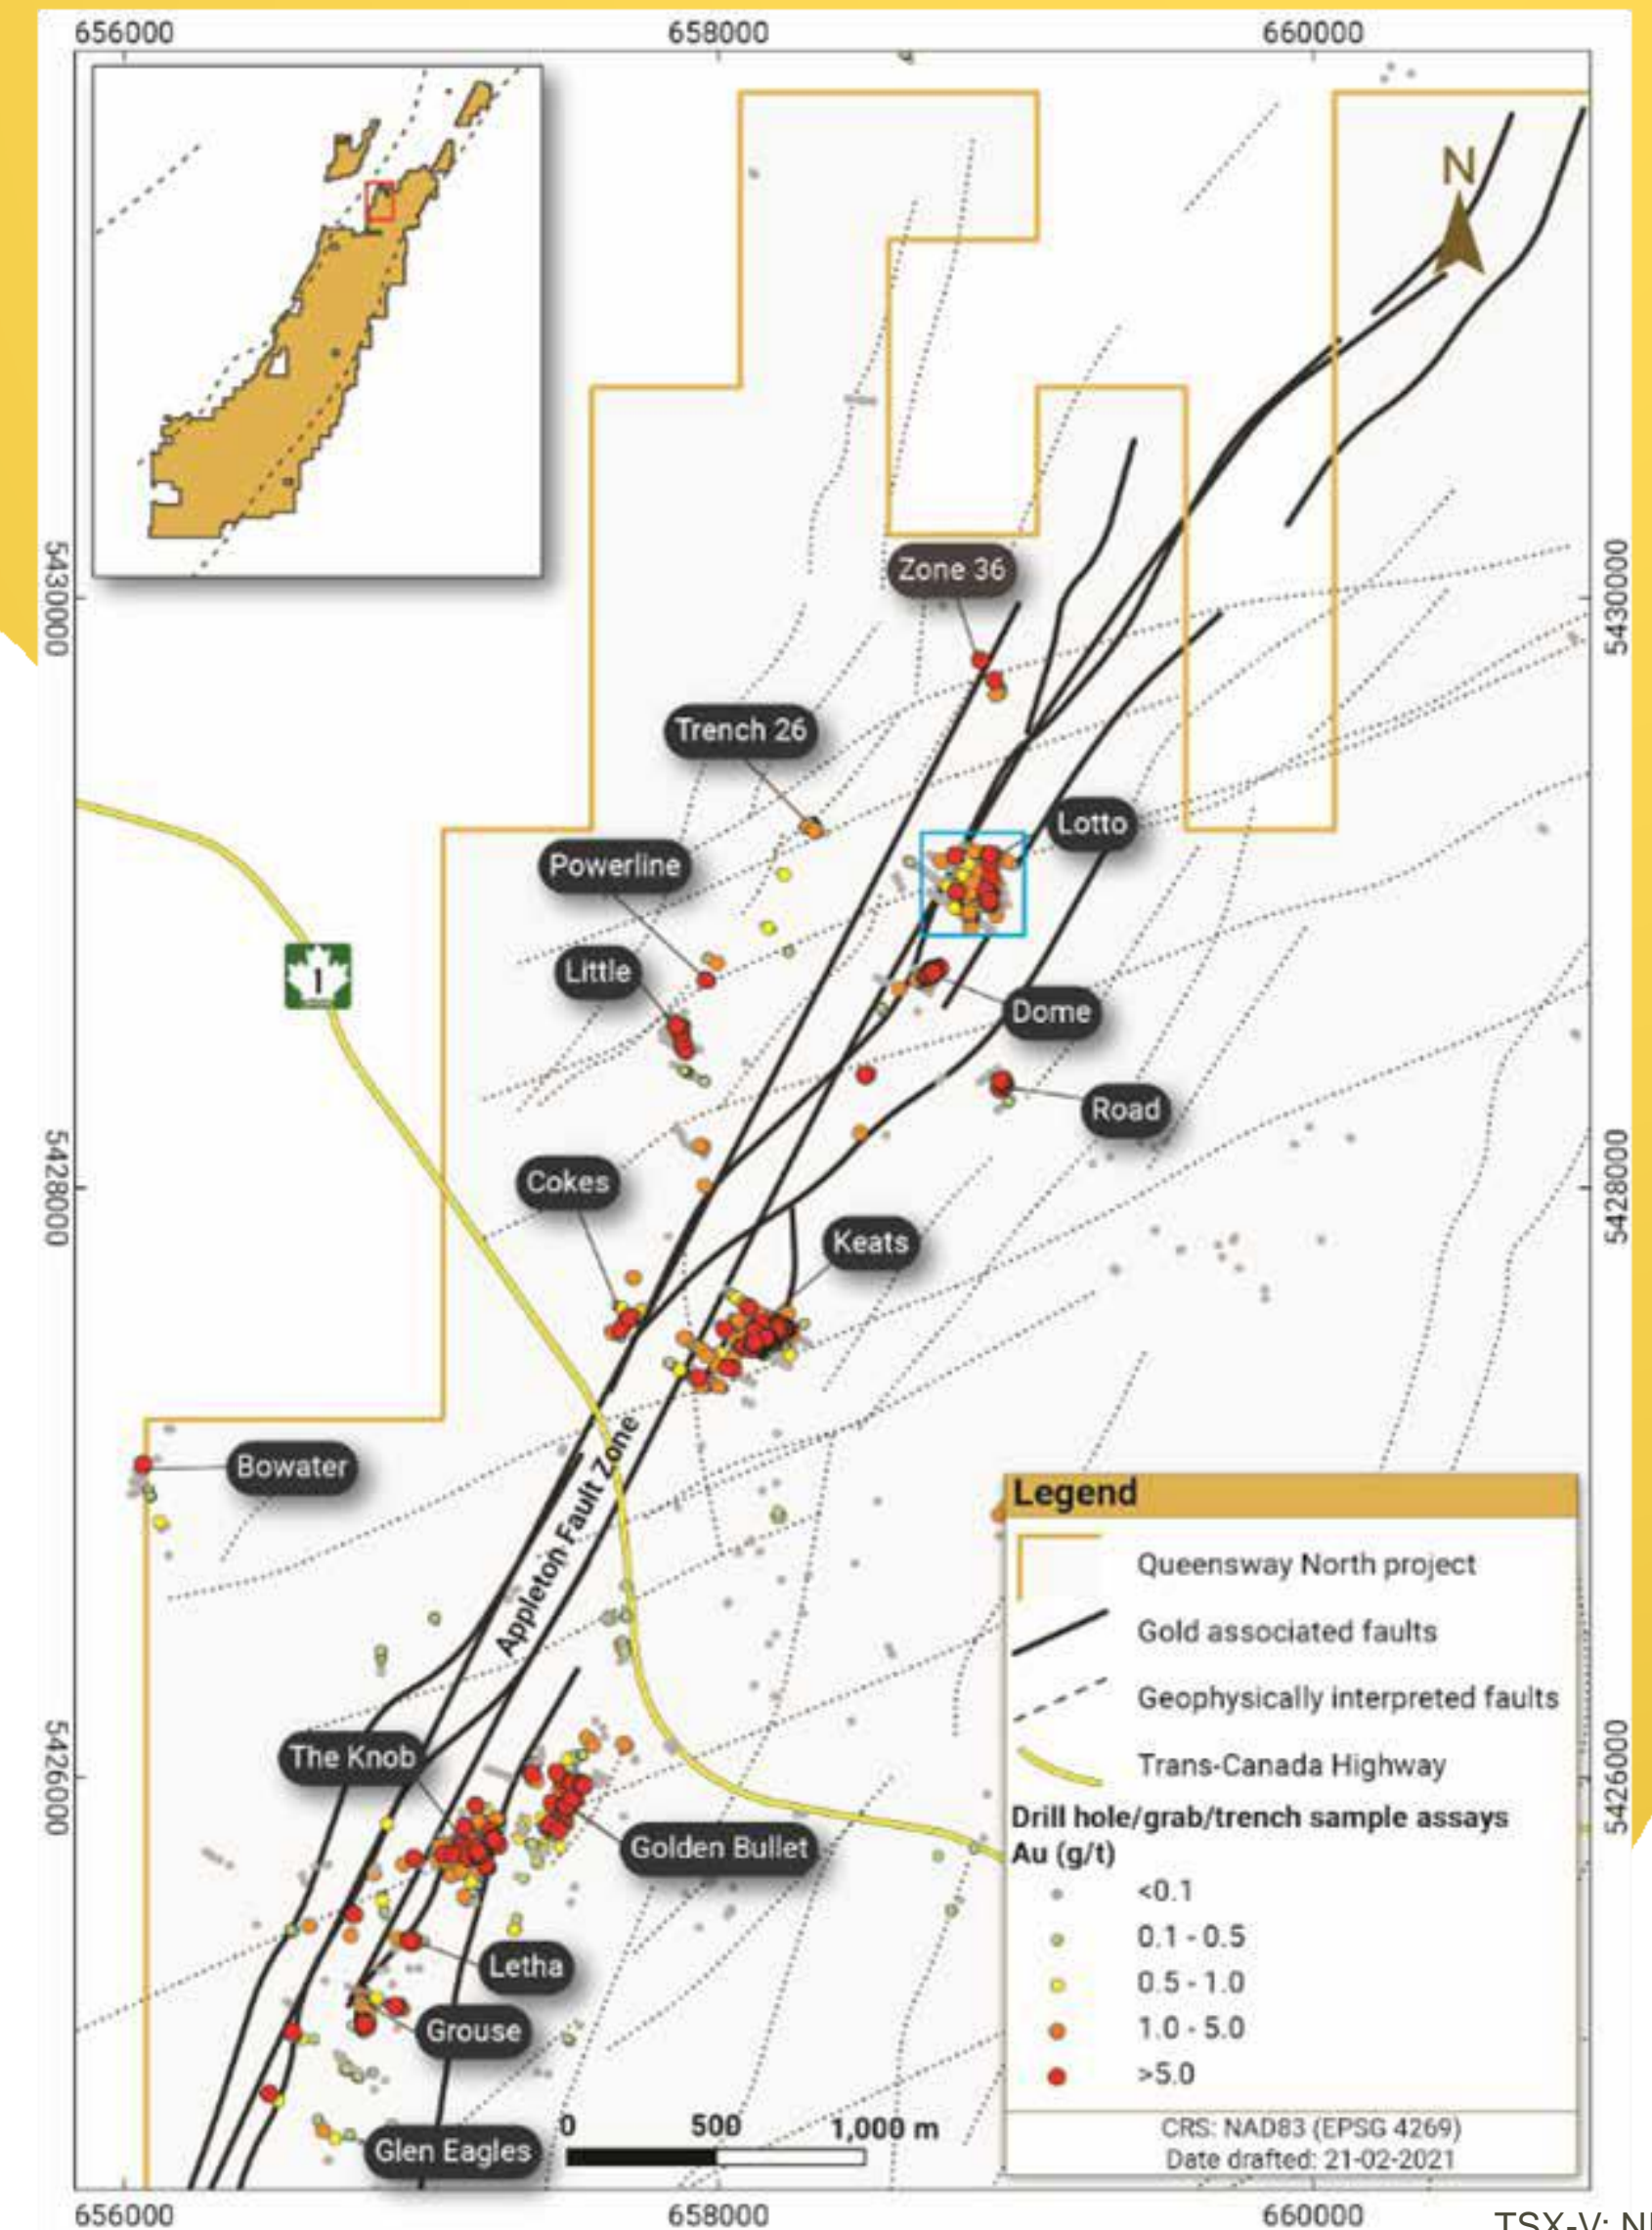 656000
658000
660000
N
5430000
5430000
Zone 36
Trench 26
Lotto
Powerline
Little
1
Dome
Road
5428000
5428000
Cokes
Keats
Bowater
Appleton Fault Zone
Legend
Queensway North project
Gold associated faults
Geophysically interpreted faults
Trans-Canada Highway
Drill hole/grab/trench sample assays
Au (g/t)
<0.1
0.1 - 0.5
0.5 - 1.0
1.0 - 5.0
>5.0
CRS: NAD83 (EPSG 4269)
Date drafted: 21-02-2021
5426000
5426000
The Knob
Golden Bullet
Letha
Grouse
Glen Eagles
0 500 1,000 m
656000
658000
660000
TSX-V: N